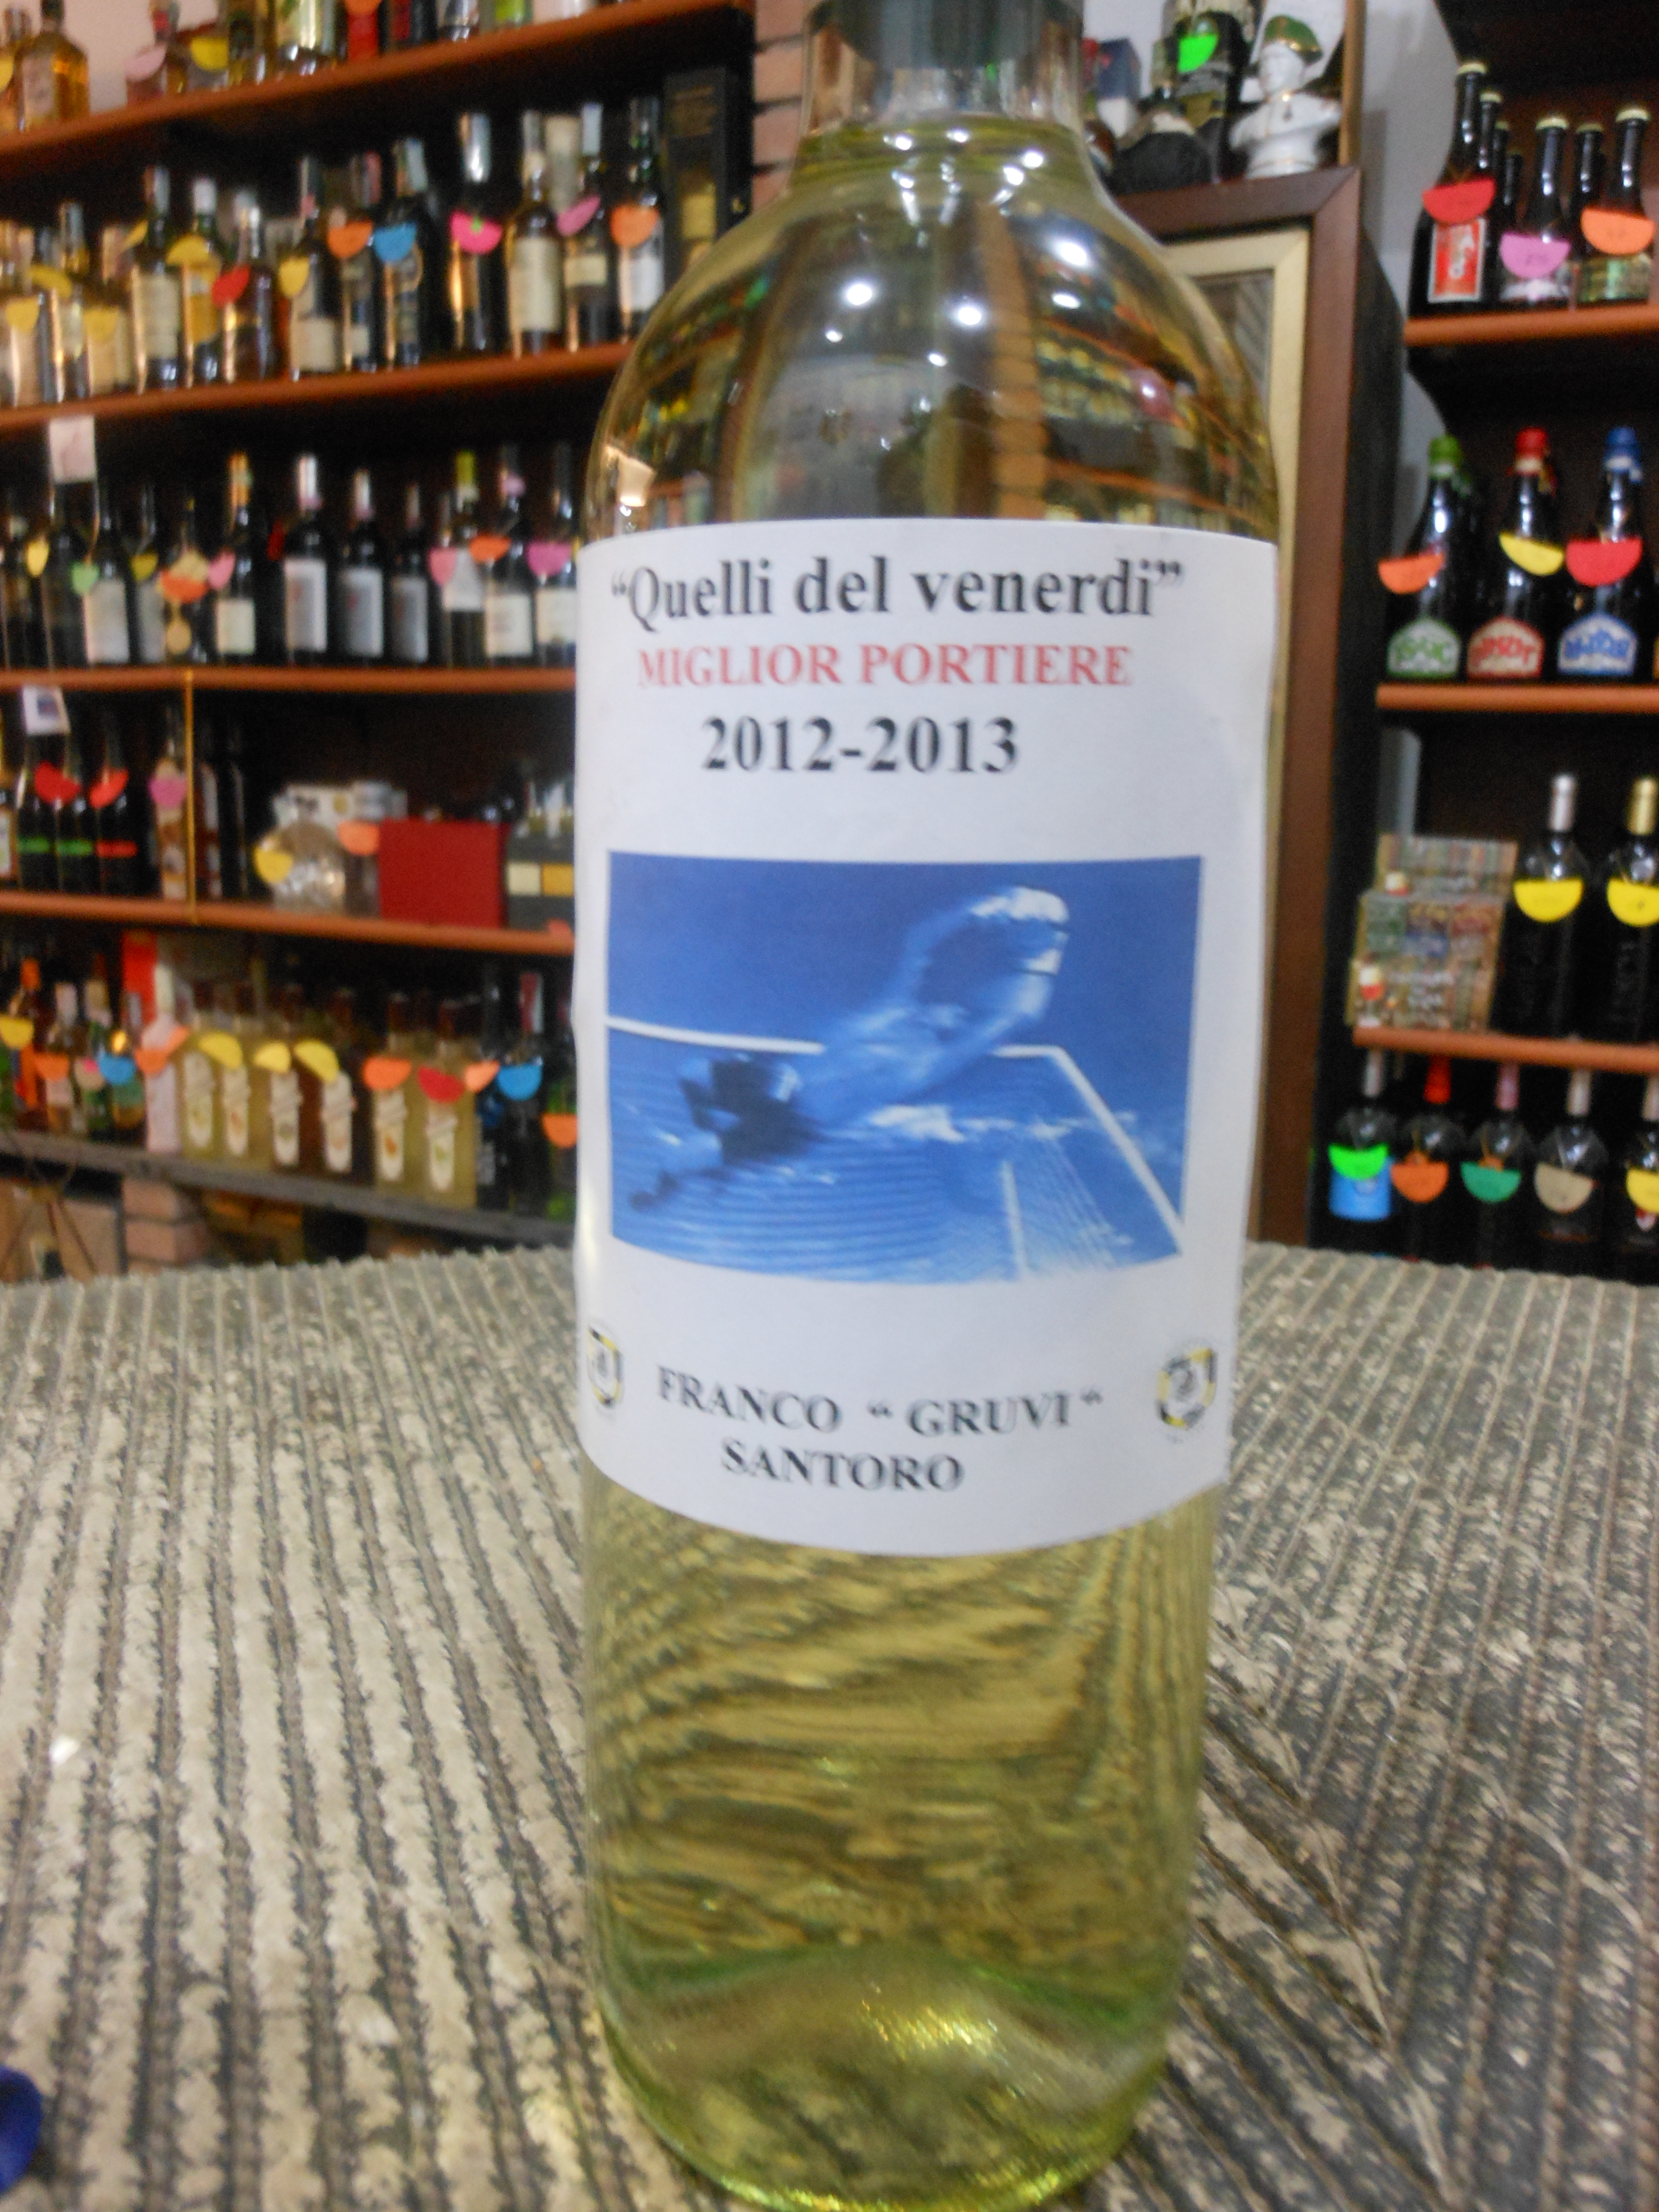 “Quelli del venerdi”
MIGLIOR PORTIERE
2012-2013
FRANCO “ GRUVI “
SANTORO